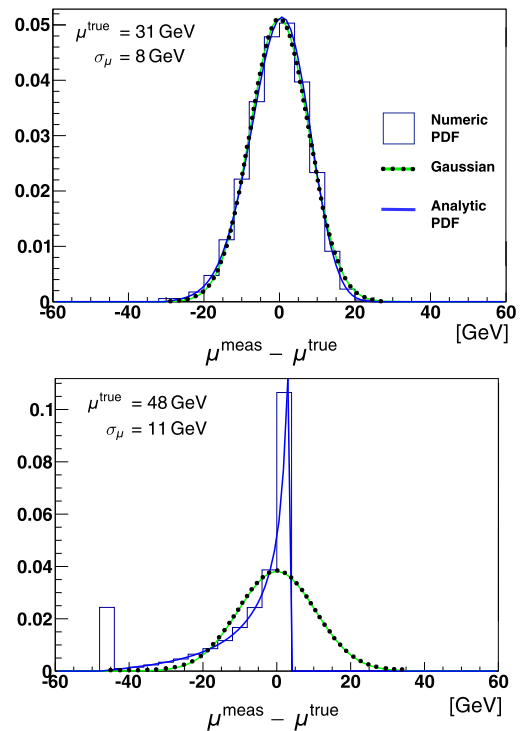 0.05
0.04
0.03
0.02
0.01
0
μ^true = 31 GeV
σ_μ = 8 GeV
Numeric
PDF
Gaussian
Analytic
PDF
-60 -40 -20 0 20 40 60
[GeV]
μ^meas − μ^true
0.1
0.08
0.06
0.04
0.02
0
μ^true = 48 GeV
σ_μ = 11 GeV
-60 -40 -20 0 20 40 60
[GeV]
μ^meas − μ^true